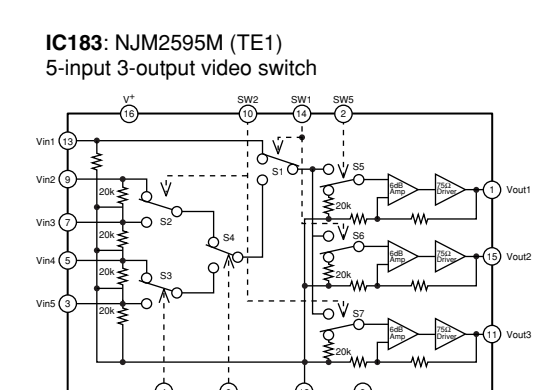 IC183: NJM2595M (TE1)
5-input 3-output video switch
V+ SW2 SW1 SW5
16 10 14 2
Vin1 13
S1
Vin2 9
S5
20k
6dB Amp
75Ω Driver
1 Vout1
20k
Vin3 7
S2
20k
S4
S6
Vin4 5
6dB Amp
75Ω Driver
15 Vout2
S3
20k
20k
Vin5 3
20k
S7
6dB Amp
75Ω Driver
11 Vout3
20k